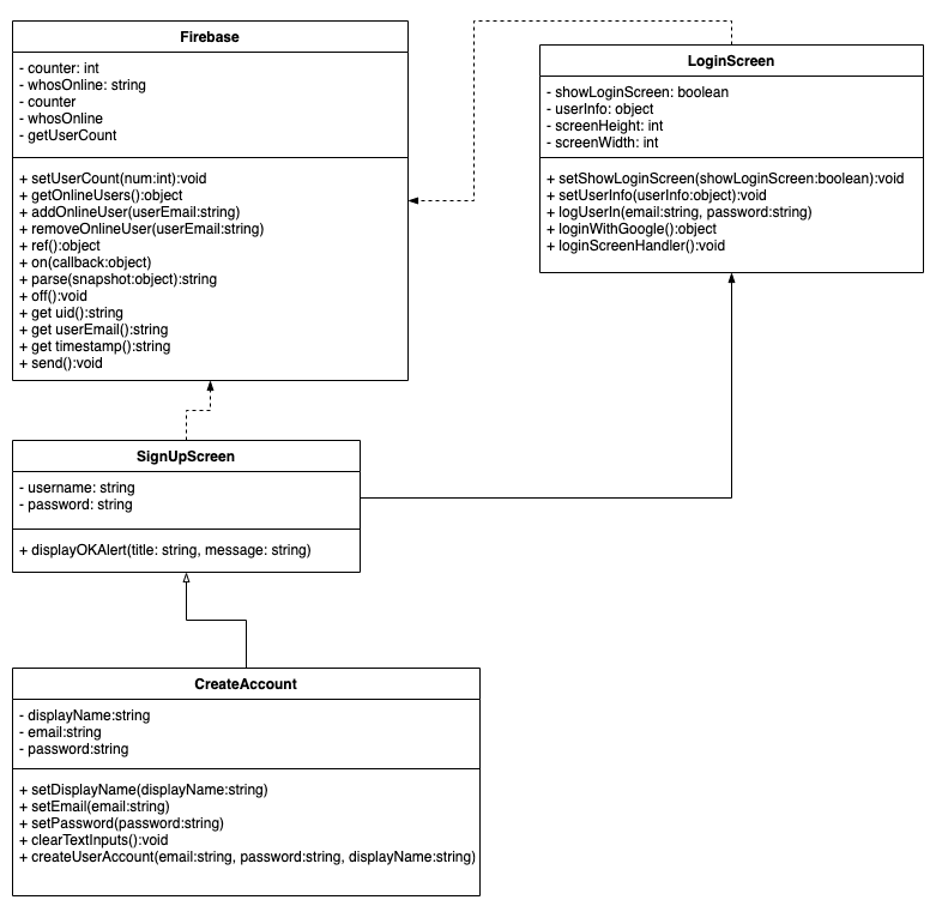 Firebase
- counter: int
- whosOnline: string
- counter
- whosOnline
- getUserCount
+ setUserCount(num:int):void
+ getOnlineUsers():object
+ addOnlineUser(userEmail:string)
+ removeOnlineUser(userEmail:string)
+ ref():object
+ on(callback:object)
+ parse(snapshot:object):string
+ off():void
+ get uid():string
+ get userEmail():string
+ get timestamp():string
+ send():void
LoginScreen
- showLoginScreen: boolean
- userInfo: object
- screenHeight: int
- screenWidth: int
+ setShowLoginScreen(showLoginScreen:boolean):void
+ setUserInfo(userInfo:object):void
+ logUserIn(email:string, password:string)
+ loginWithGoogle():object
+ loginScreenHandler():void
SignUpScreen
- username: string
- password: string
+ displayOKAlert(title: string, message: string)
CreateAccount
- displayName:string
- email:string
- password:string
+ setDisplayName(displayName:string)
+ setEmail(email:string)
+ setPassword(password:string)
+ clearTextInputs():void
+ createUserAccount(email:string, password:string, displayName:string)